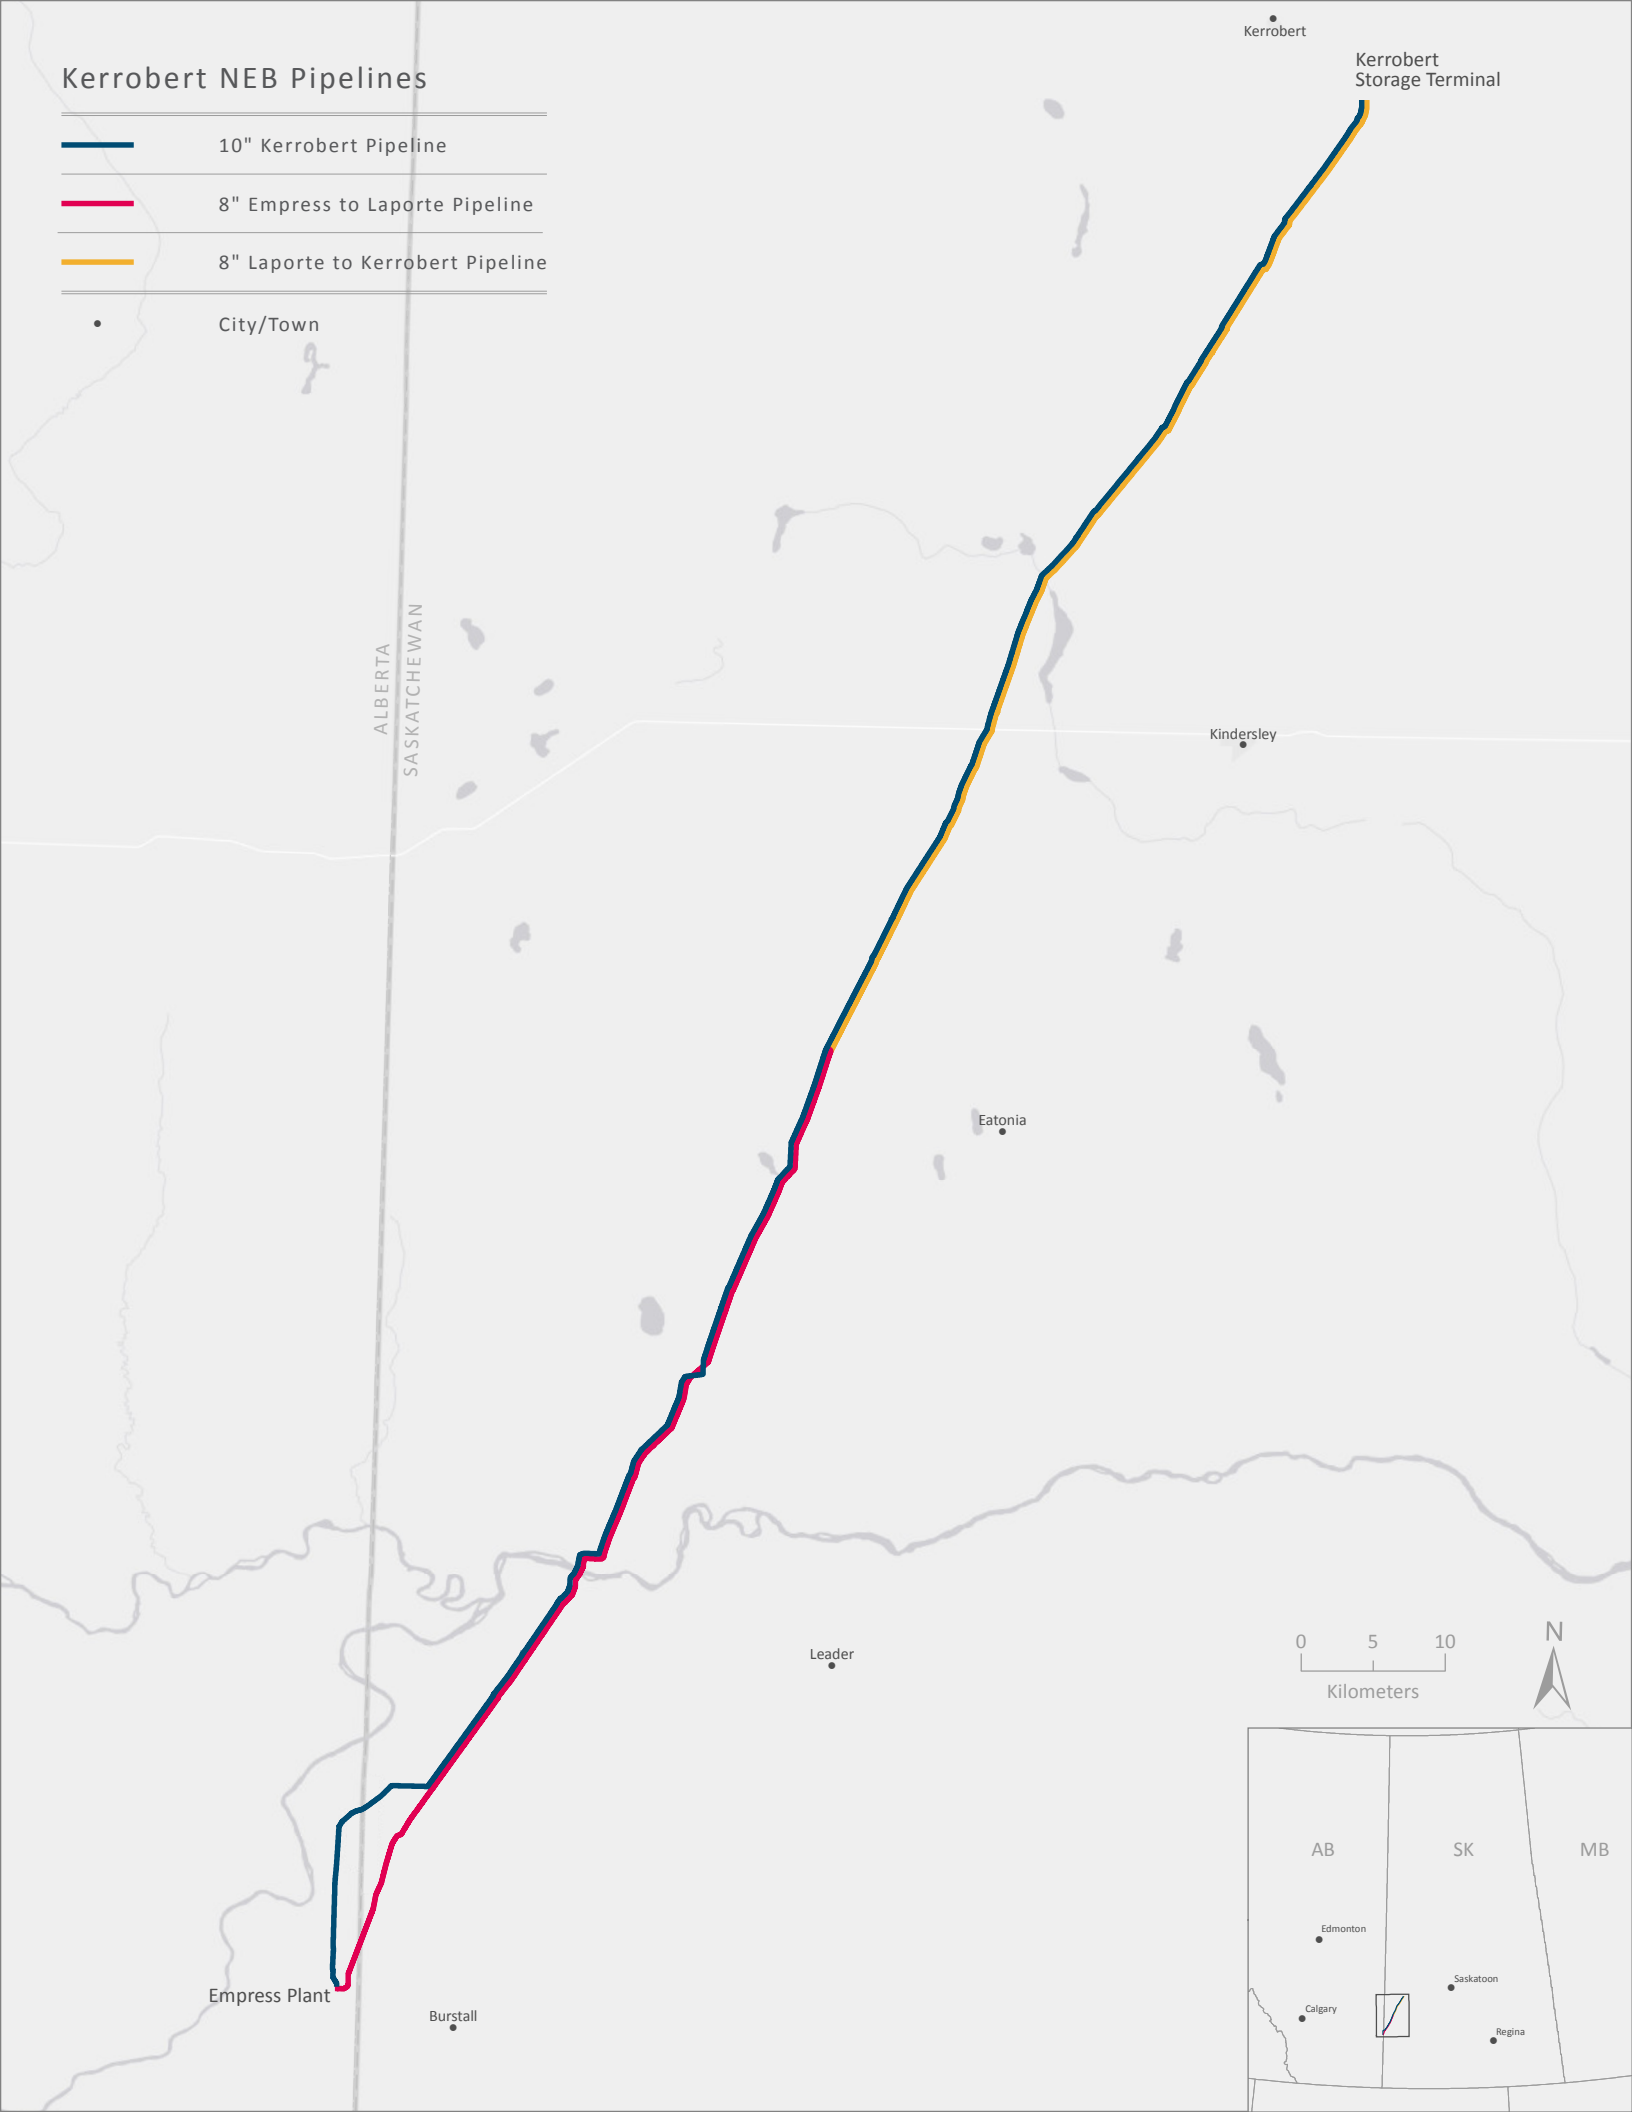 Kerrobert
Kerrobert
Storage Terminal
Kerrobert NEB Pipelines
10" Kerrobert Pipeline
8" Empress to Laporte Pipeline
8" Laporte to Kerrobert Pipeline
City/Town
ALBERTA
SASKATCHEWAN
Kindersley
Eatonia
Leader
0 5 10
Kilometers
N
AB SK MB
Edmonton
Saskatoon
Calgary
Regina
Empress Plant
Burstall